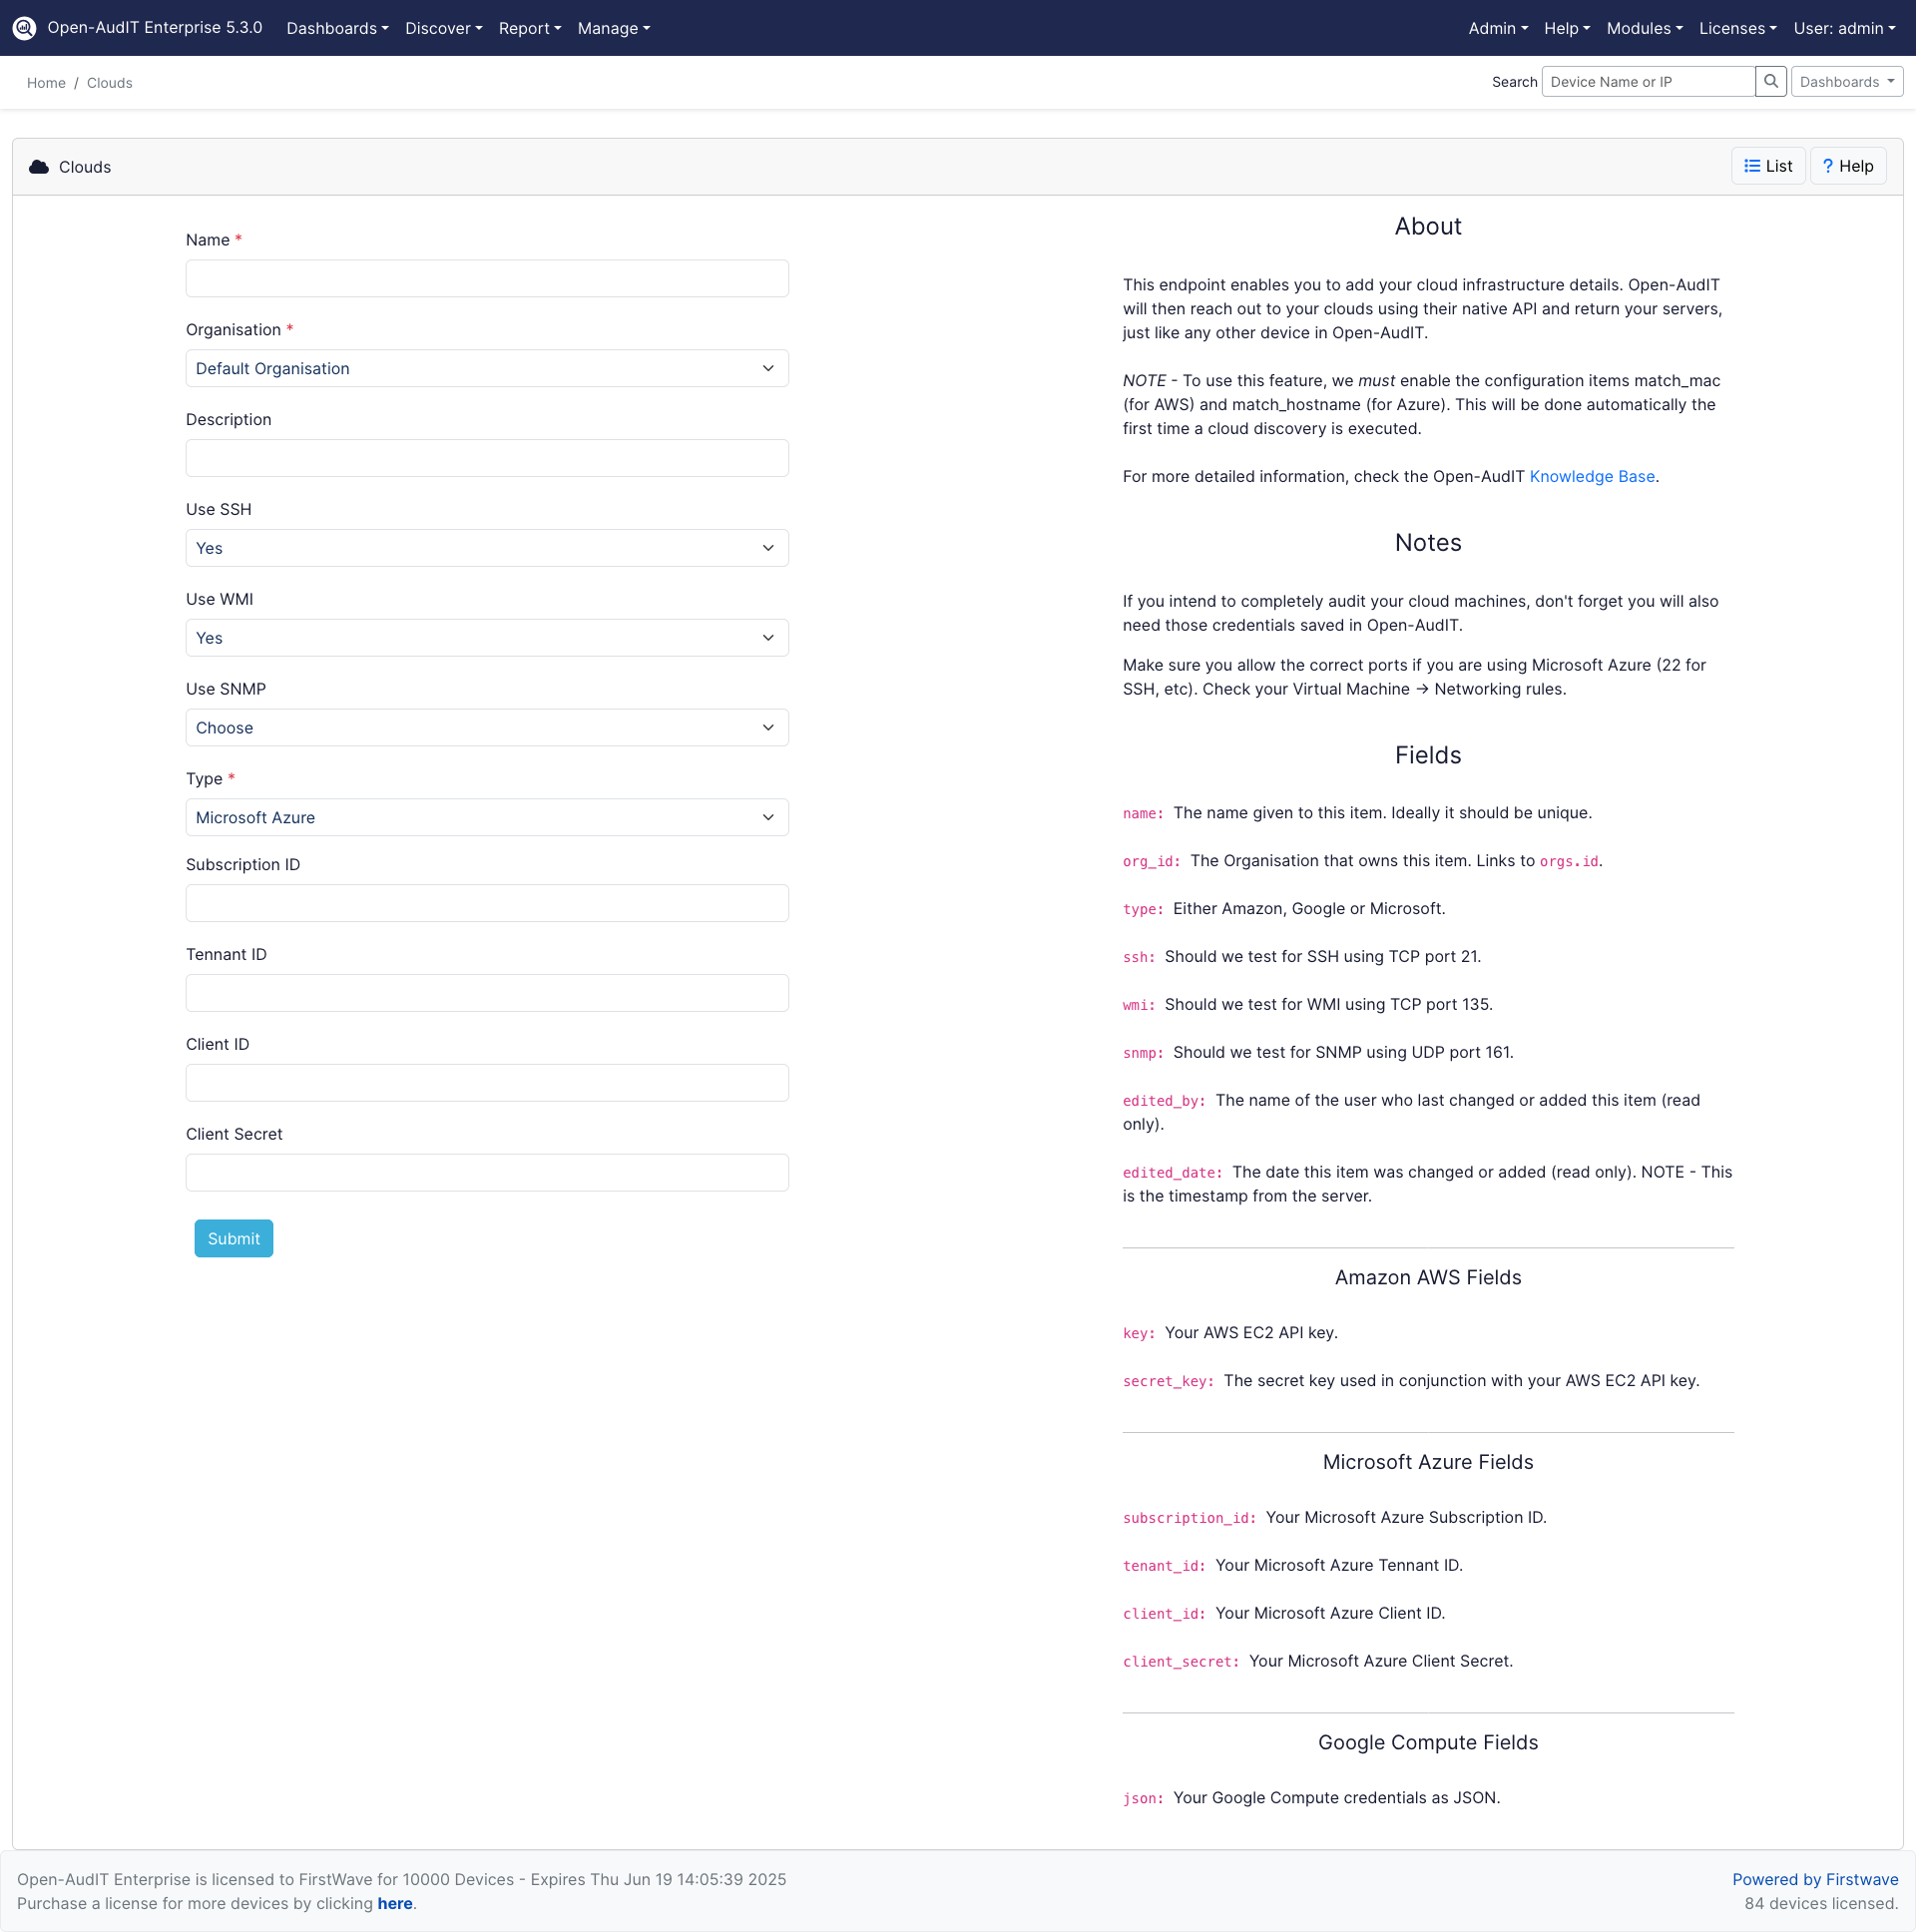 Open-AudIT Enterprise 5.3.0 Dashboards Discover Report Manage Admin Help Modules Licenses User: admin
Home / Clouds Search Device Name or IP Dashboards
Clouds List ? Help
Name *
Organisation *
Default Organisation
Description
Use SSH
Yes
Use WMI
Yes
Use SNMP
Choose
Type *
Microsoft Azure
Subscription ID
Tennant ID
Client ID
Client Secret
Submit
About
This endpoint enables you to add your cloud infrastructure details. Open-AudIT
will then reach out to your clouds using their native API and return your servers,
just like any other device in Open-AudIT.
NOTE - To use this feature, we must enable the configuration items match_mac
(for AWS) and match_hostname (for Azure). This will be done automatically the
first time a cloud discovery is executed.
For more detailed information, check the Open-AudIT Knowledge Base.
Notes
If you intend to completely audit your cloud machines, don't forget you will also
need those credentials saved in Open-AudIT.
Make sure you allow the correct ports if you are using Microsoft Azure (22 for
SSH, etc). Check your Virtual Machine → Networking rules.
Fields
name: The name given to this item. Ideally it should be unique.
org_id: The Organisation that owns this item. Links to orgs.id.
type: Either Amazon, Google or Microsoft.
ssh: Should we test for SSH using TCP port 21.
wmi: Should we test for WMI using TCP port 135.
snmp: Should we test for SNMP using UDP port 161.
edited_by: The name of the user who last changed or added this item (read
only).
edited_date: The date this item was changed or added (read only). NOTE - This
is the timestamp from the server.
Amazon AWS Fields
key: Your AWS EC2 API key.
secret_key: The secret key used in conjunction with your AWS EC2 API key.
Microsoft Azure Fields
subscription_id: Your Microsoft Azure Subscription ID.
tenant_id: Your Microsoft Azure Tennant ID.
client_id: Your Microsoft Azure Client ID.
client_secret: Your Microsoft Azure Client Secret.
Google Compute Fields
json: Your Google Compute credentials as JSON.
Open-AudIT Enterprise is licensed to FirstWave for 10000 Devices - Expires Thu Jun 19 14:05:39 2025 Powered by Firstwave
Purchase a license for more devices by clicking here. 84 devices licensed.